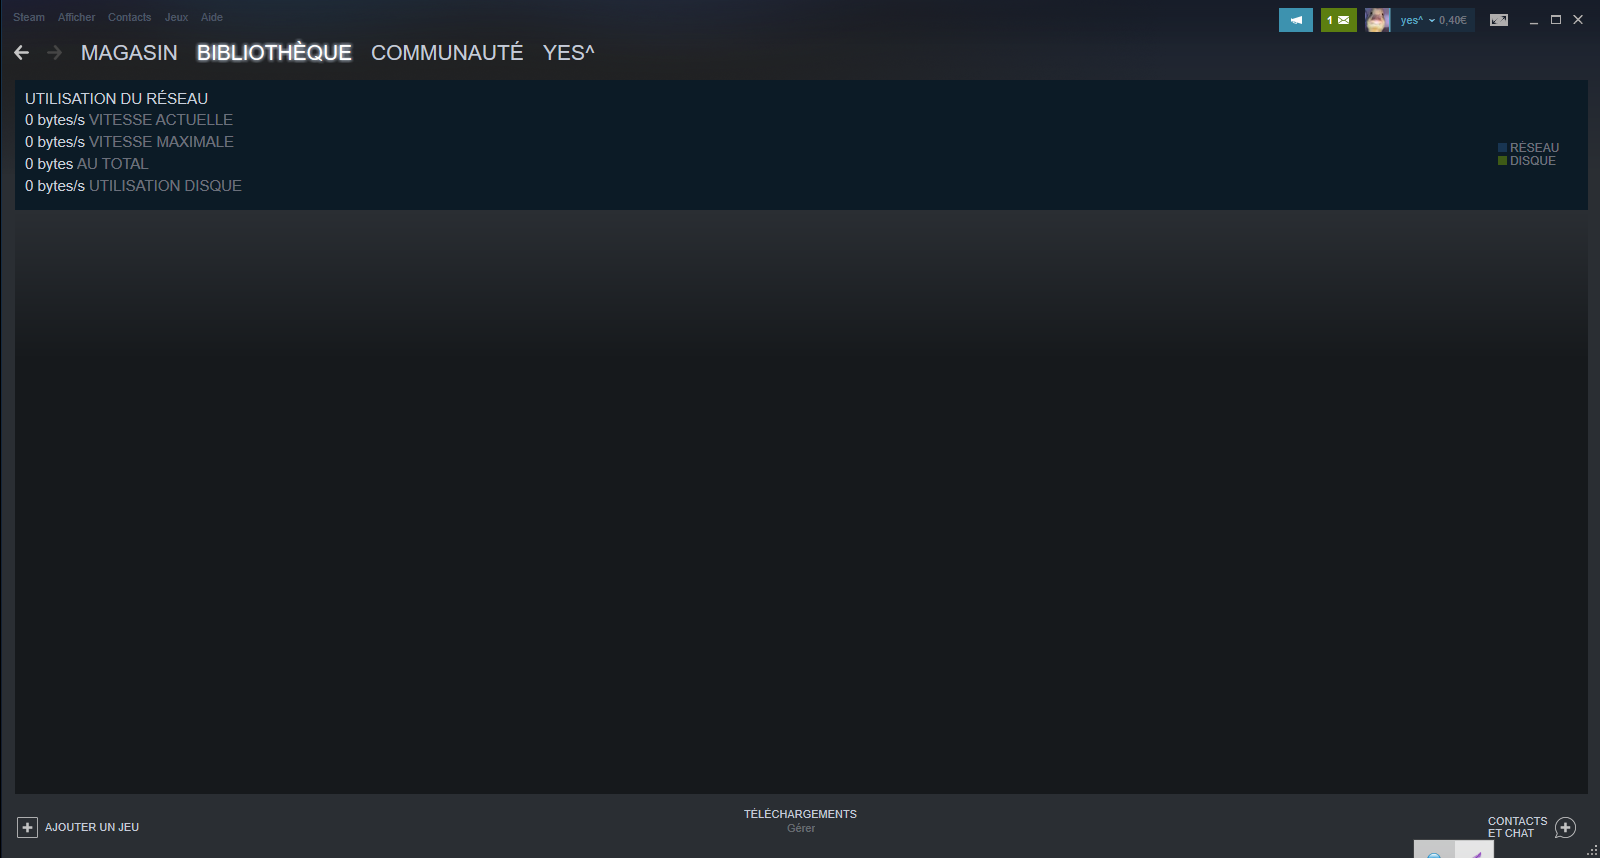 Steam Afficher Contacts Jeux Aide
1 yes^ 0,40€
MAGASIN BIBLIOTHÈQUE COMMUNAUTÉ YES^
UTILISATION DU RÉSEAU
0 bytes/s VITESSE ACTUELLE
0 bytes/s VITESSE MAXIMALE
0 bytes AU TOTAL
0 bytes/s UTILISATION DISQUE
RÉSEAU
DISQUE
AJOUTER UN JEU
TÉLÉCHARGEMENTS
Gérer
CONTACTS
ET CHAT